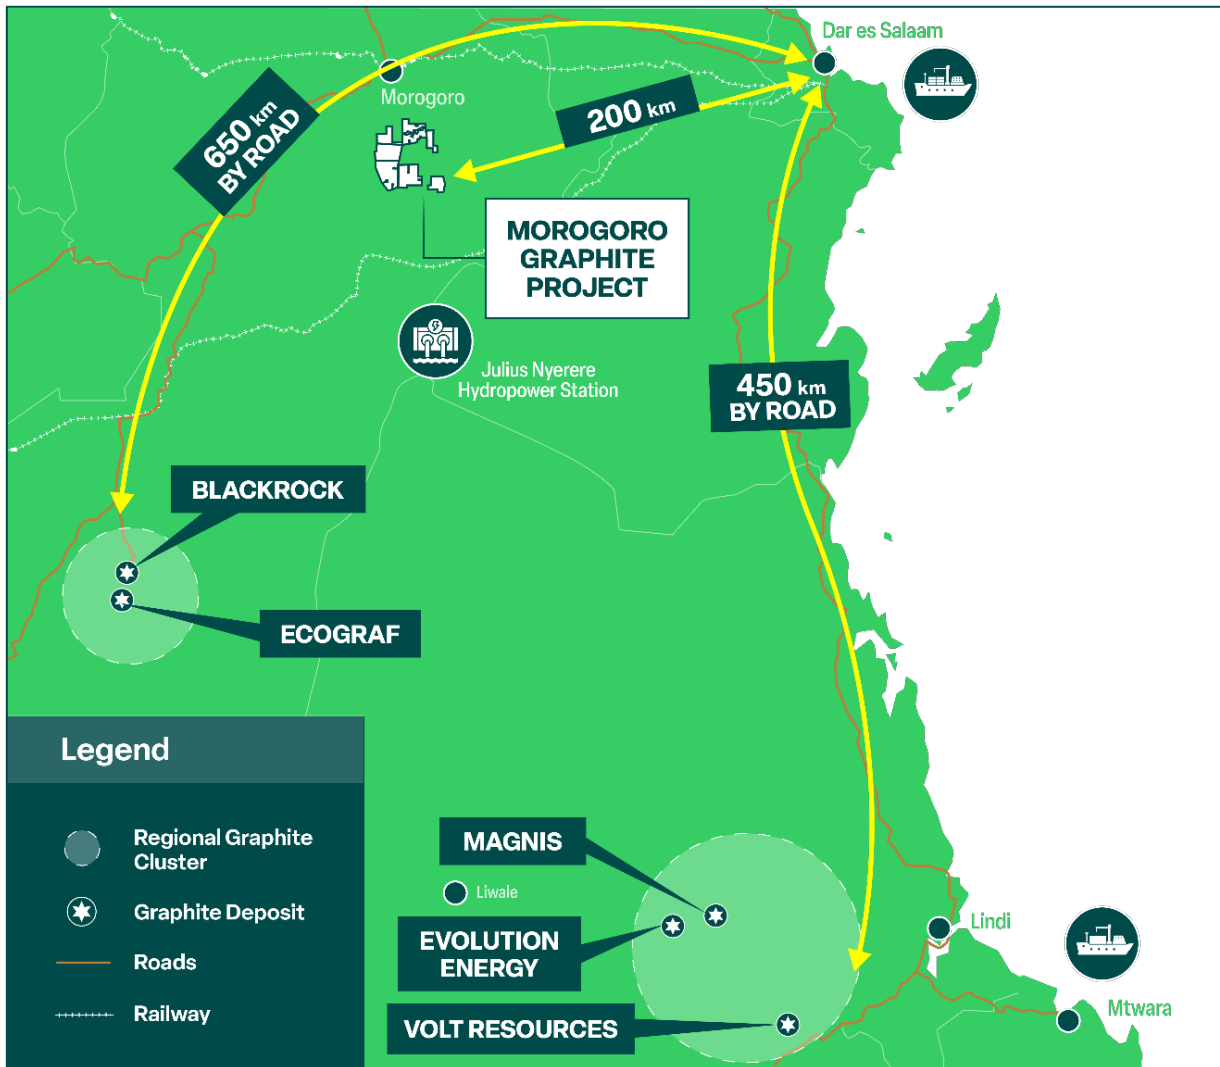 Dar es Salaam
Morogoro
650 km
BY ROAD
200 km
MOROGORO
GRAPHITE
PROJECT
Julius Nyerere
Hydropower Station
450 km
BY ROAD
BLACKROCK
ECOGRAF
Legend
Regional Graphite
Cluster
Graphite Deposit
Roads
Railway
MAGNIS
Liwale
EVOLUTION
ENERGY
VOLT RESOURCES
Lindi
Mtwara